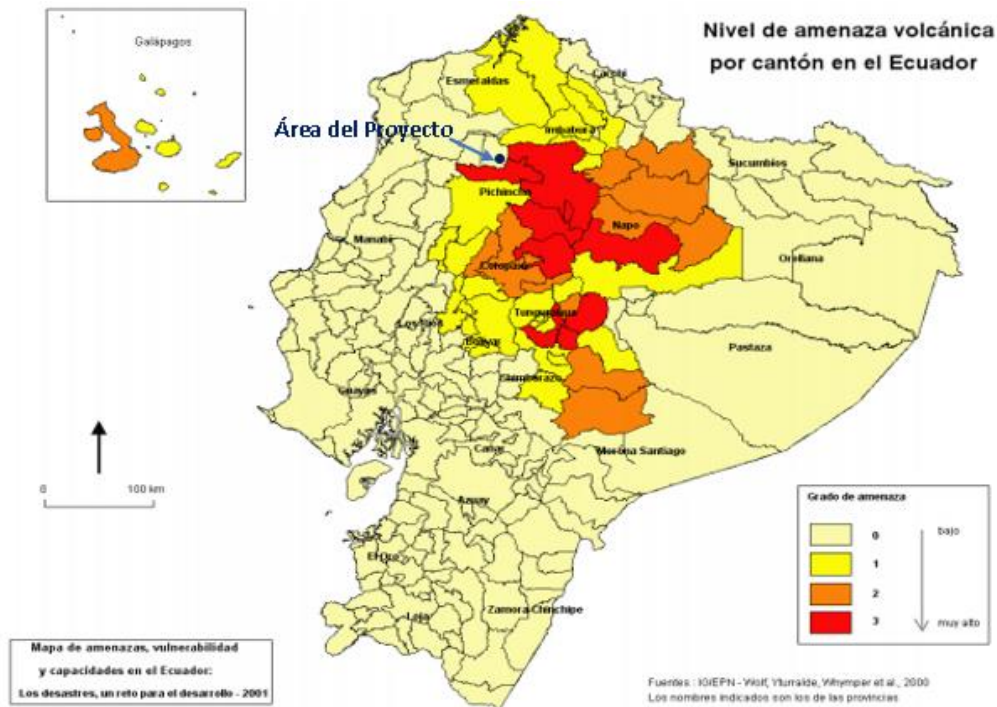 Nivel de amenaza volcánica
por cantón en el Ecuador
Galápagos
Esmeraldas
Carchi
Área del Proyecto
Imbabura
Sucumbios
Pichincha
Napo
Manabi
Orellana
Cotopaxi
Tungurahua
Los Rios
Bolivar
Pastaza
Chimborazo
Guayas
Morona Santiago
Cañar
Azuay
El Oro
Loja
Zamora Chinchipe
0 100 km
Grado de amenaza
0 bajo
1
2
3 muy alto
Mapa de amenazas, vulnerabilidad
y capacidades en el Ecuador:
Los desastres, un reto para el desarrollo - 2001
Fuentes : IG/EPN - Wolf, Yturralde, Whymper et al., 2000
Los nombres indicados son los de las provincias